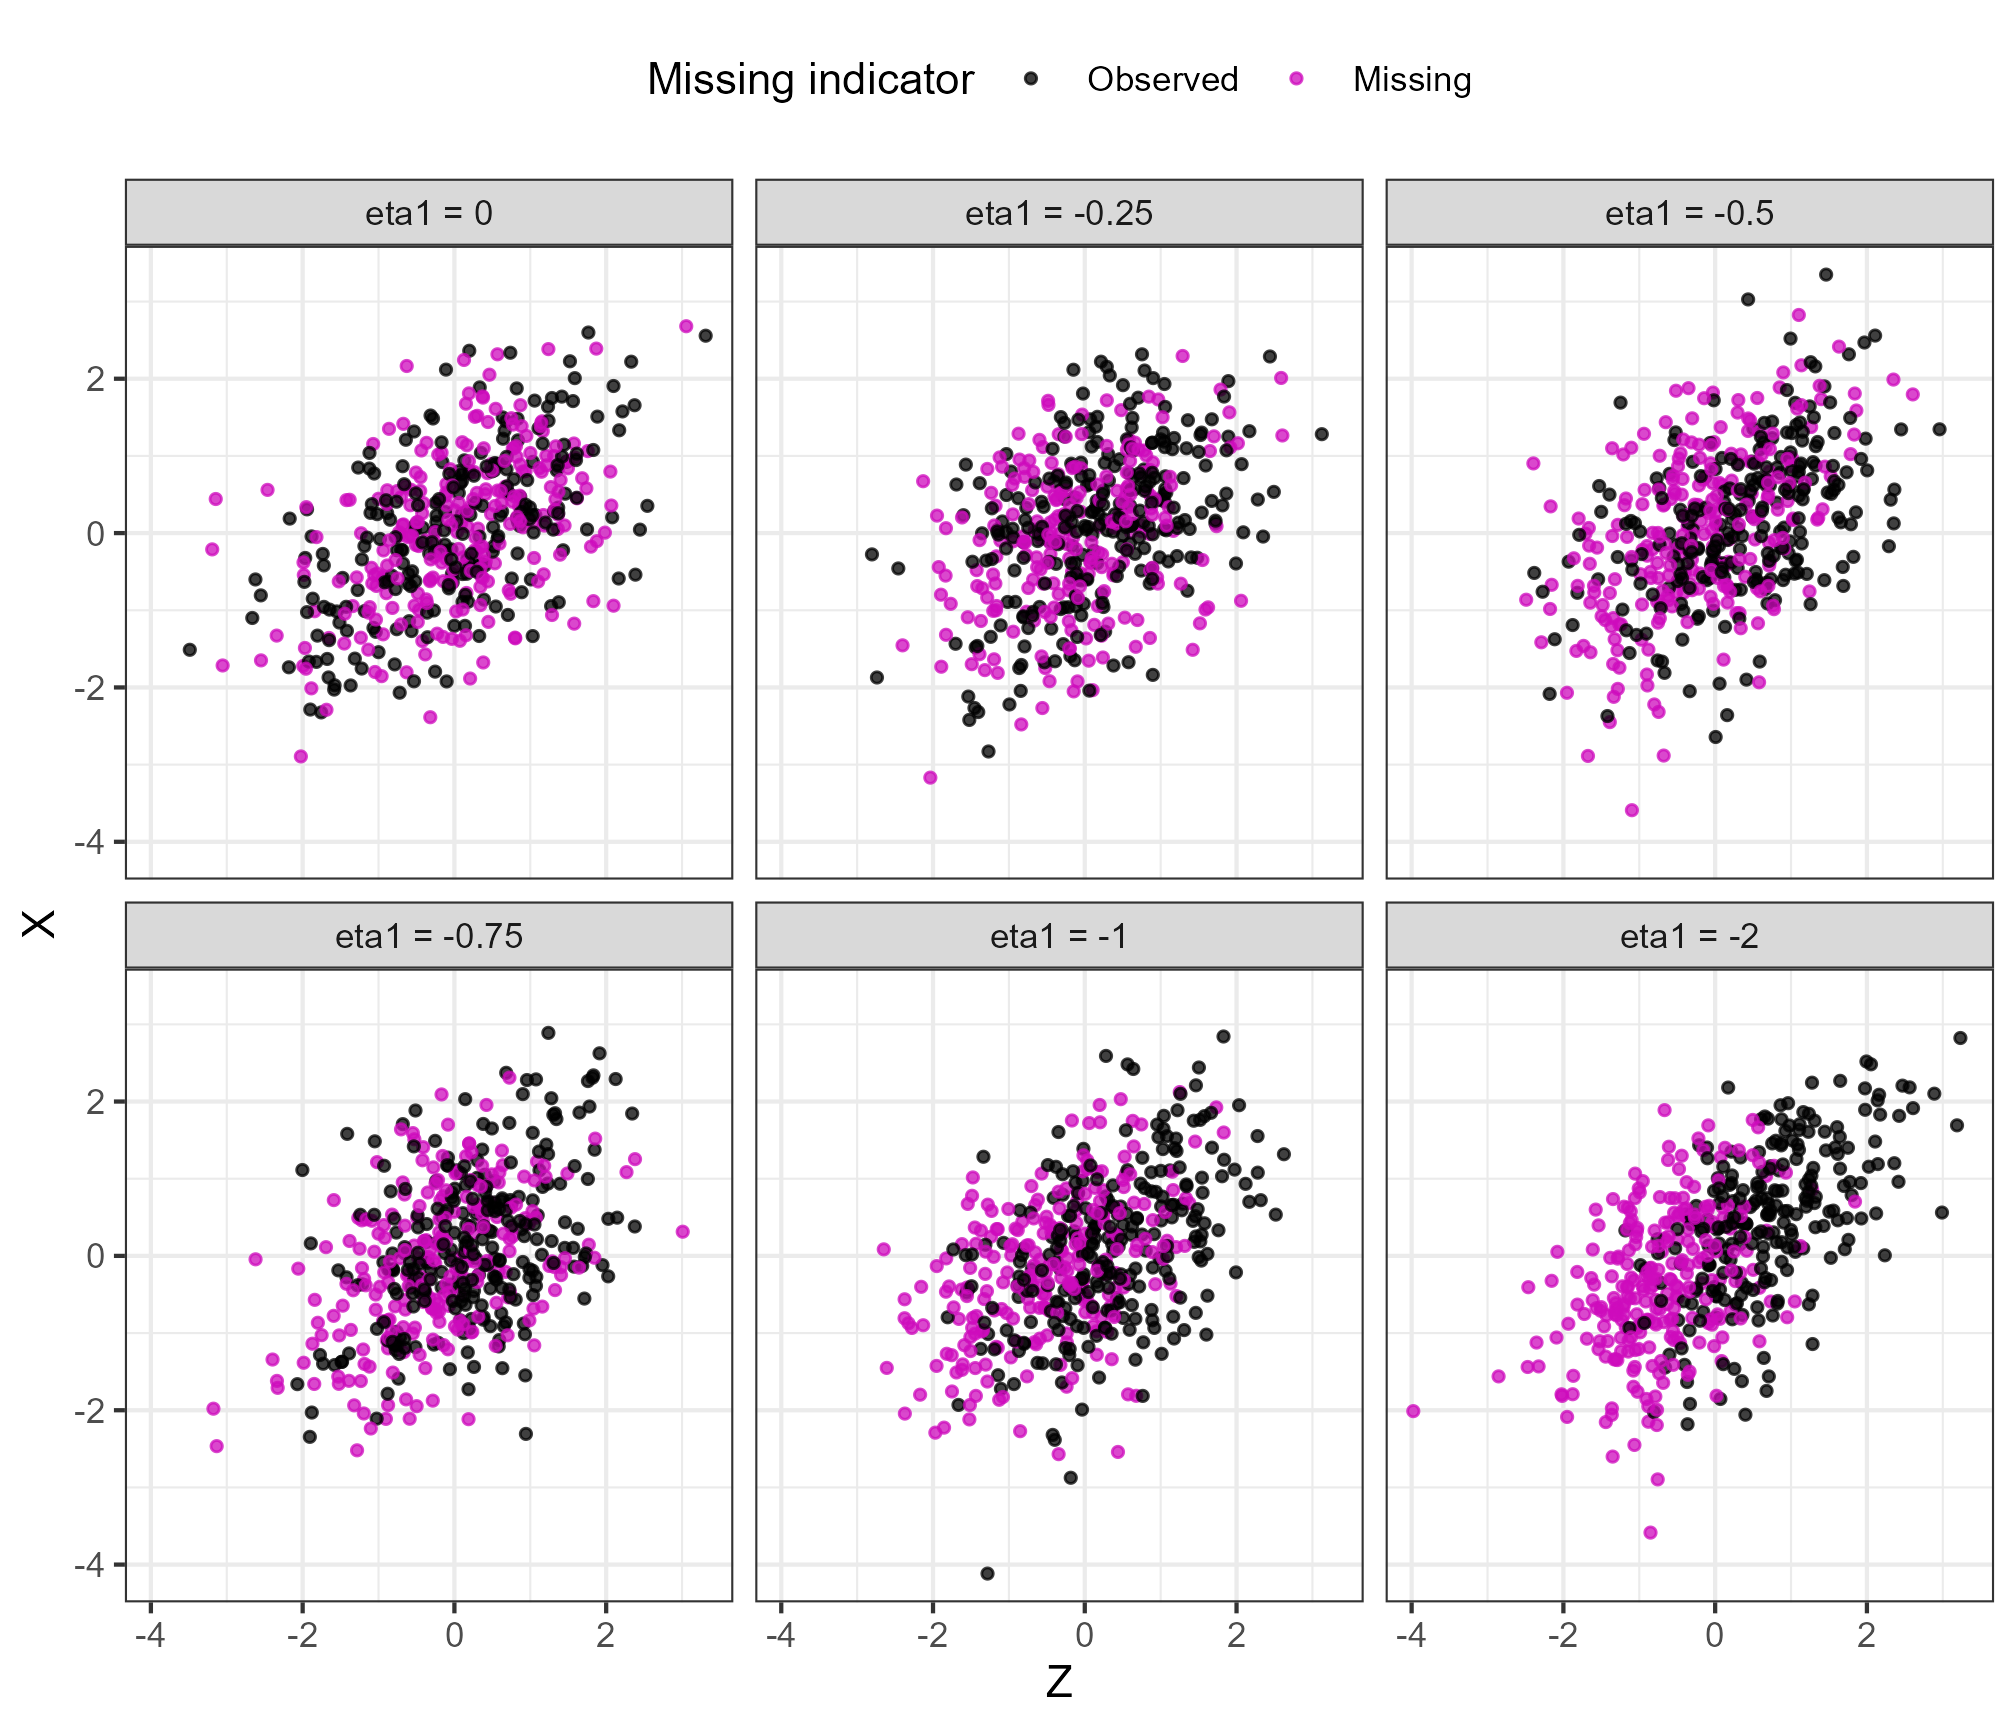 Missing indicator Observed Missing
eta1 = 0 eta1 = -0.25 eta1 = -0.5
2
0
-2
-4
X
eta1 = -0.75 eta1 = -1 eta1 = -2
2
0
-2
-4
-4 -2 0 2 -4 -2 0 2 -4 -2 0 2
Z